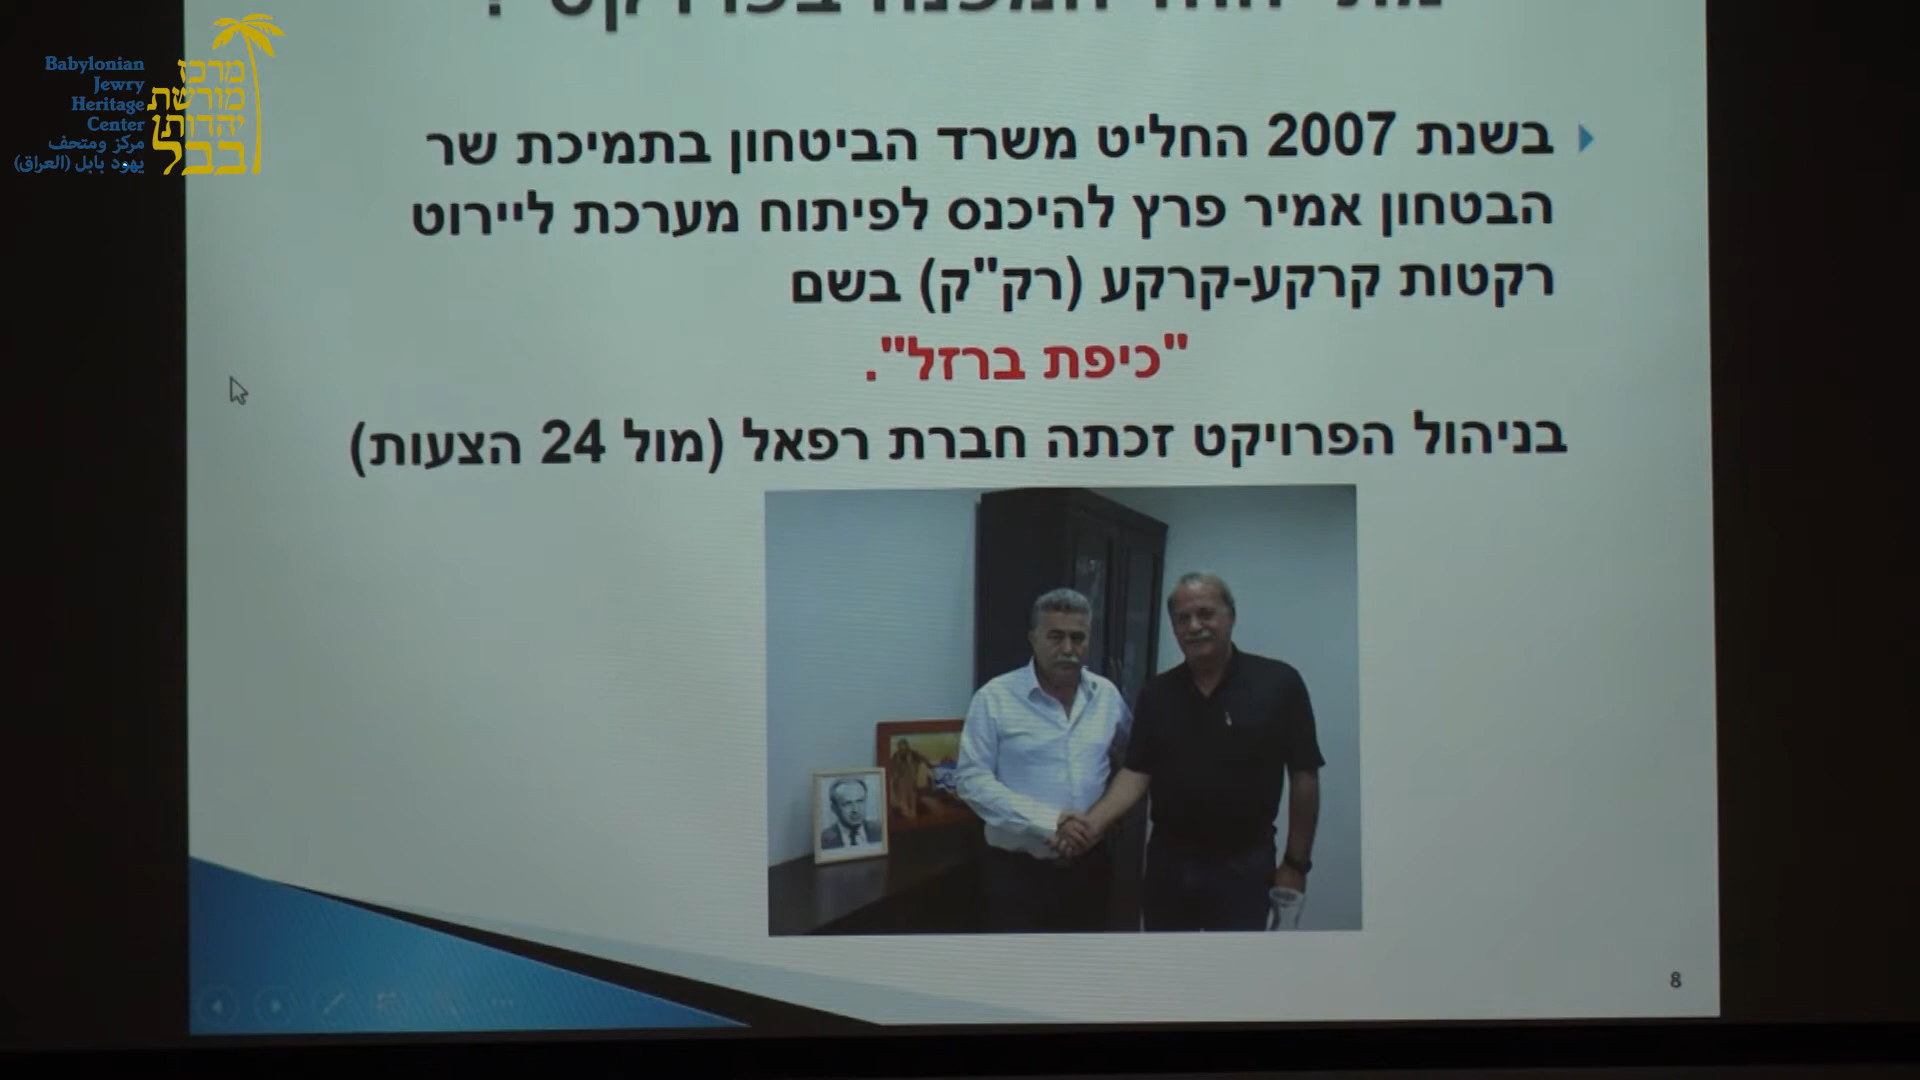 Babylonian
Jewry
Heritage
Center
مركز ومتحف
يهود بابل (العراق)
מרכז
מורשת
יהדות
בבל
בשנת 2007 החליט משרד הביטחון בתמיכת שר
הבטחון אמיר פרץ להיכנס לפיתוח מערכת ליירוט
רקטות קרקע-קרקע (רק"ק) בשם
"כיפת ברזל".
בניהול הפרויקט זכתה חברת רפאל (מול 24 הצעות)
8